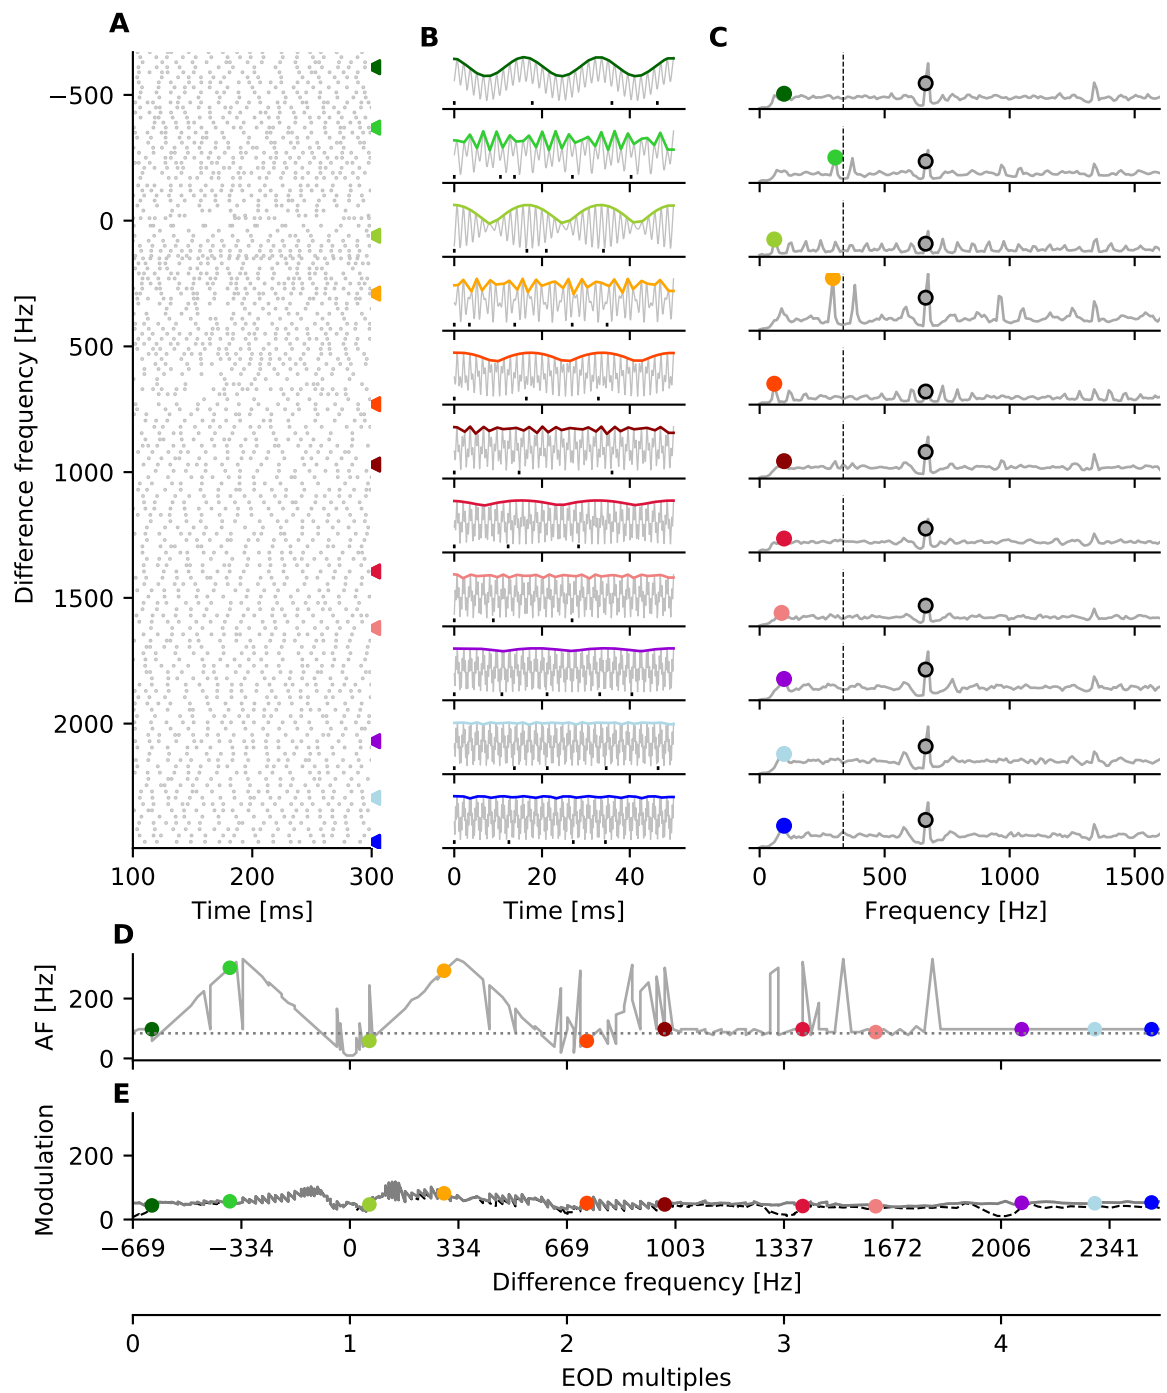 A
B
C
−500
0
500
1000
1500
2000
Difference frequency [Hz]
100
200
300
0
20
40
0
500
1000
1500
Time [ms]
Time [ms]
Frequency [Hz]
D
200
0
AF [Hz]
E
200
0
Modulation
−669
−334
0
334
669
1003
1337
1672
2006
2341
Difference frequency [Hz]
0
1
2
3
4
EOD multiples